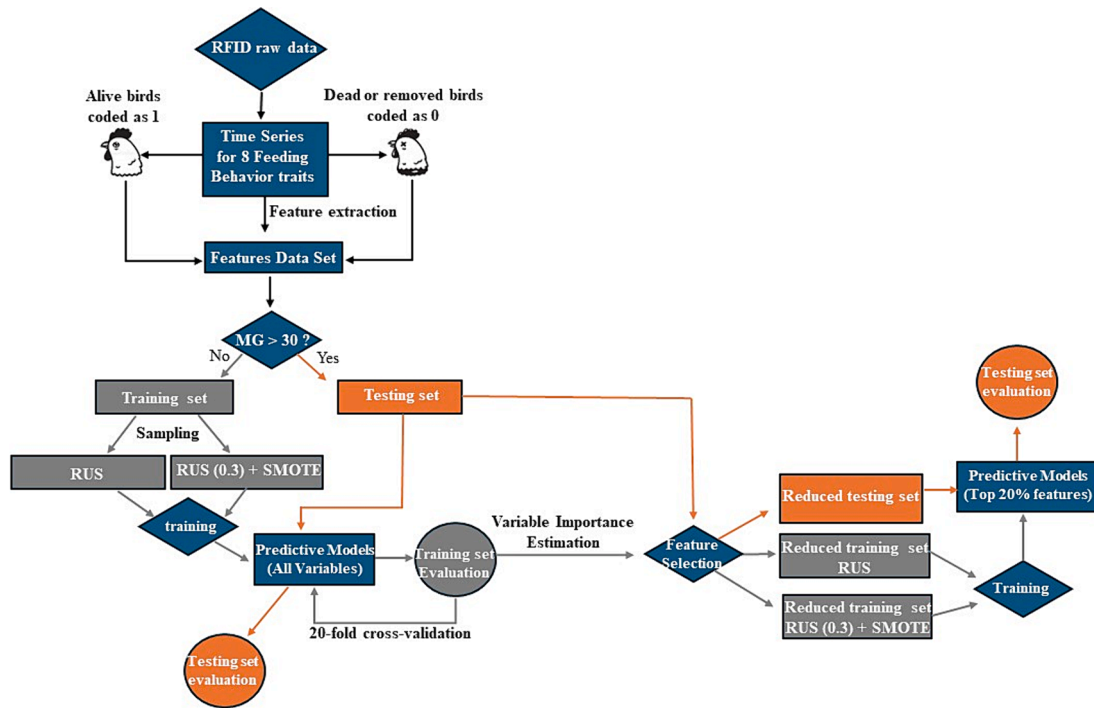 RFID raw data
Alive birds
coded as 1
Dead or removed birds
coded as 0
Time Series
for 8 Feeding
Behavior traits
Feature extraction
Features Data Set
MG > 30 ?
No
Yes
Training set
Testing set
Sampling
RUS
RUS (0.3) + SMOTE
training
Predictive Models
(All Variables)
Training set
Evaluation
20-fold cross-validation
Testing set
evaluation
Variable Importance
Estimation
Feature
Selection
Reduced testing set
Reduced training set
RUS
Reduced training set
RUS (0.3) + SMOTE
Training
Predictive Models
(Top 20% features)
Testing set
evaluation